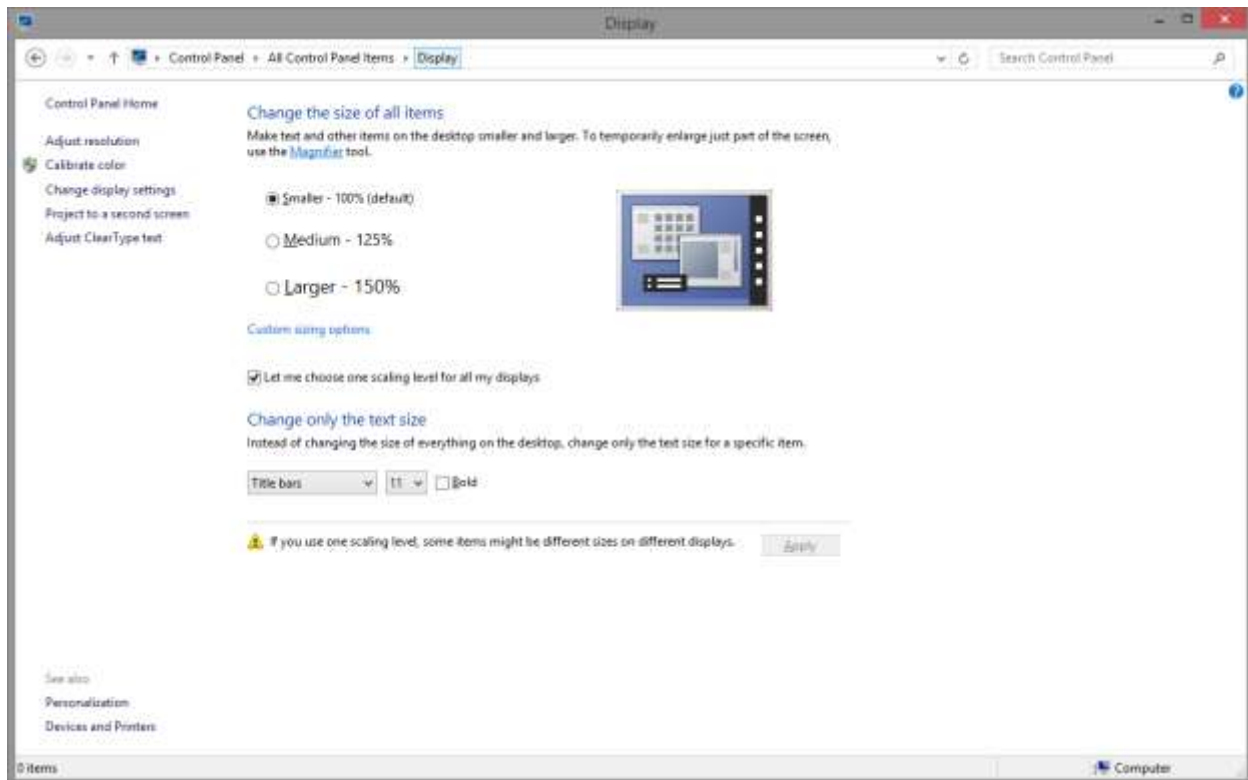 Display
Control Panel
All Control Panel Items
Display
Search Control Panel
Control Panel Home
Adjust resolution
Calibrate color
Change display settings
Project to a second screen
Adjust ClearType text
Change the size of all items
Make text and other items on the desktop smaller and larger. To temporarily enlarge just part of the screen,
use the Magnifier tool.
Smaller - 100% (default)
Medium - 125%
Larger - 150%
Custom sizing options
Let me choose one scaling level for all my displays
Change only the text size
Instead of changing the size of everything on the desktop, change only the text size for a specific item.
Title bars 11 Bold
If you use one scaling level, some items might be different sizes on different displays.
Apply
See also
Personalization
Devices and Printers
0 items
Computer